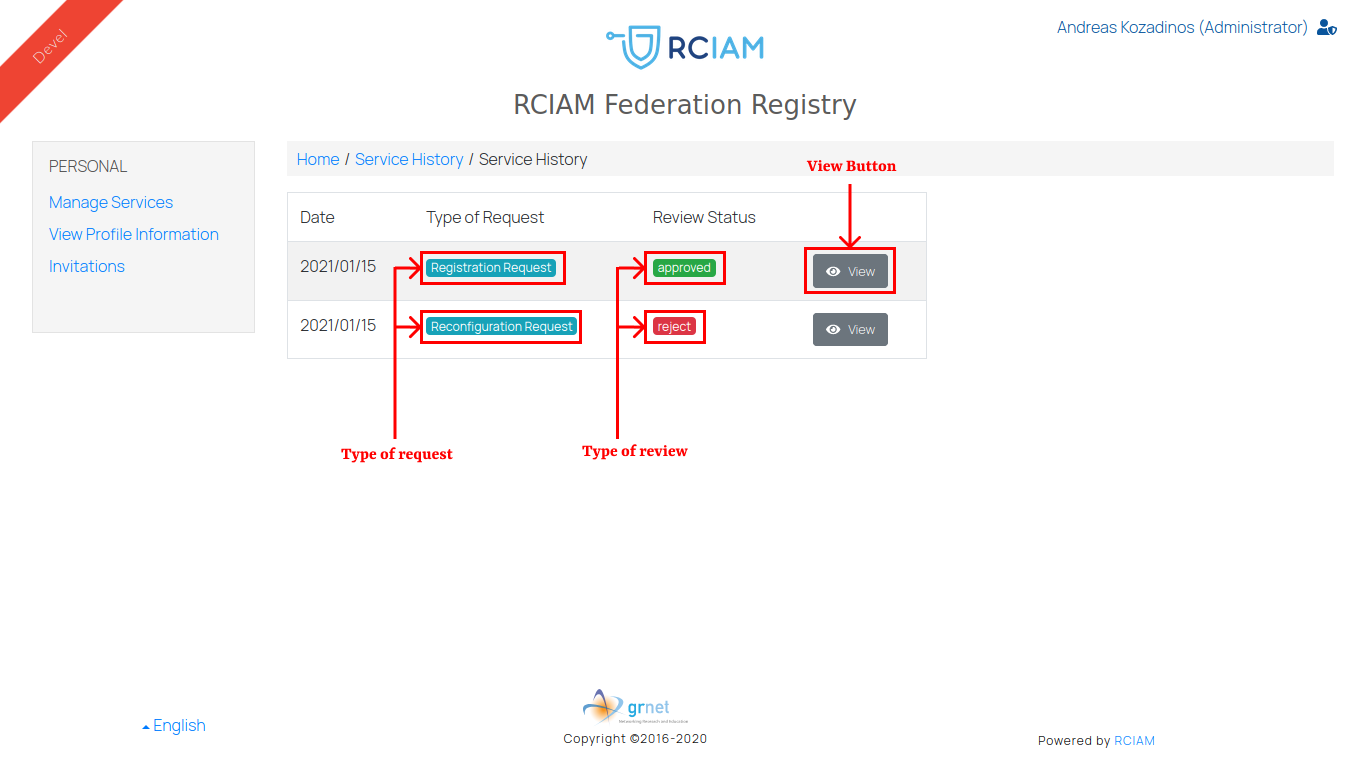 Devel
RCIAM
Andreas Kozadinos (Administrator)
RCIAM Federation Registry
PERSONAL
Manage Services
View Profile Information
Invitations
Home / Service History / Service History
View Button
Date Type of Request Review Status
2021/01/15 Registration Request approved View
2021/01/15 Reconfiguration Request reject View
Type of request
Type of review
English
grnet
Networking Research and Education
Copyright ©2016-2020
Powered by RCIAM